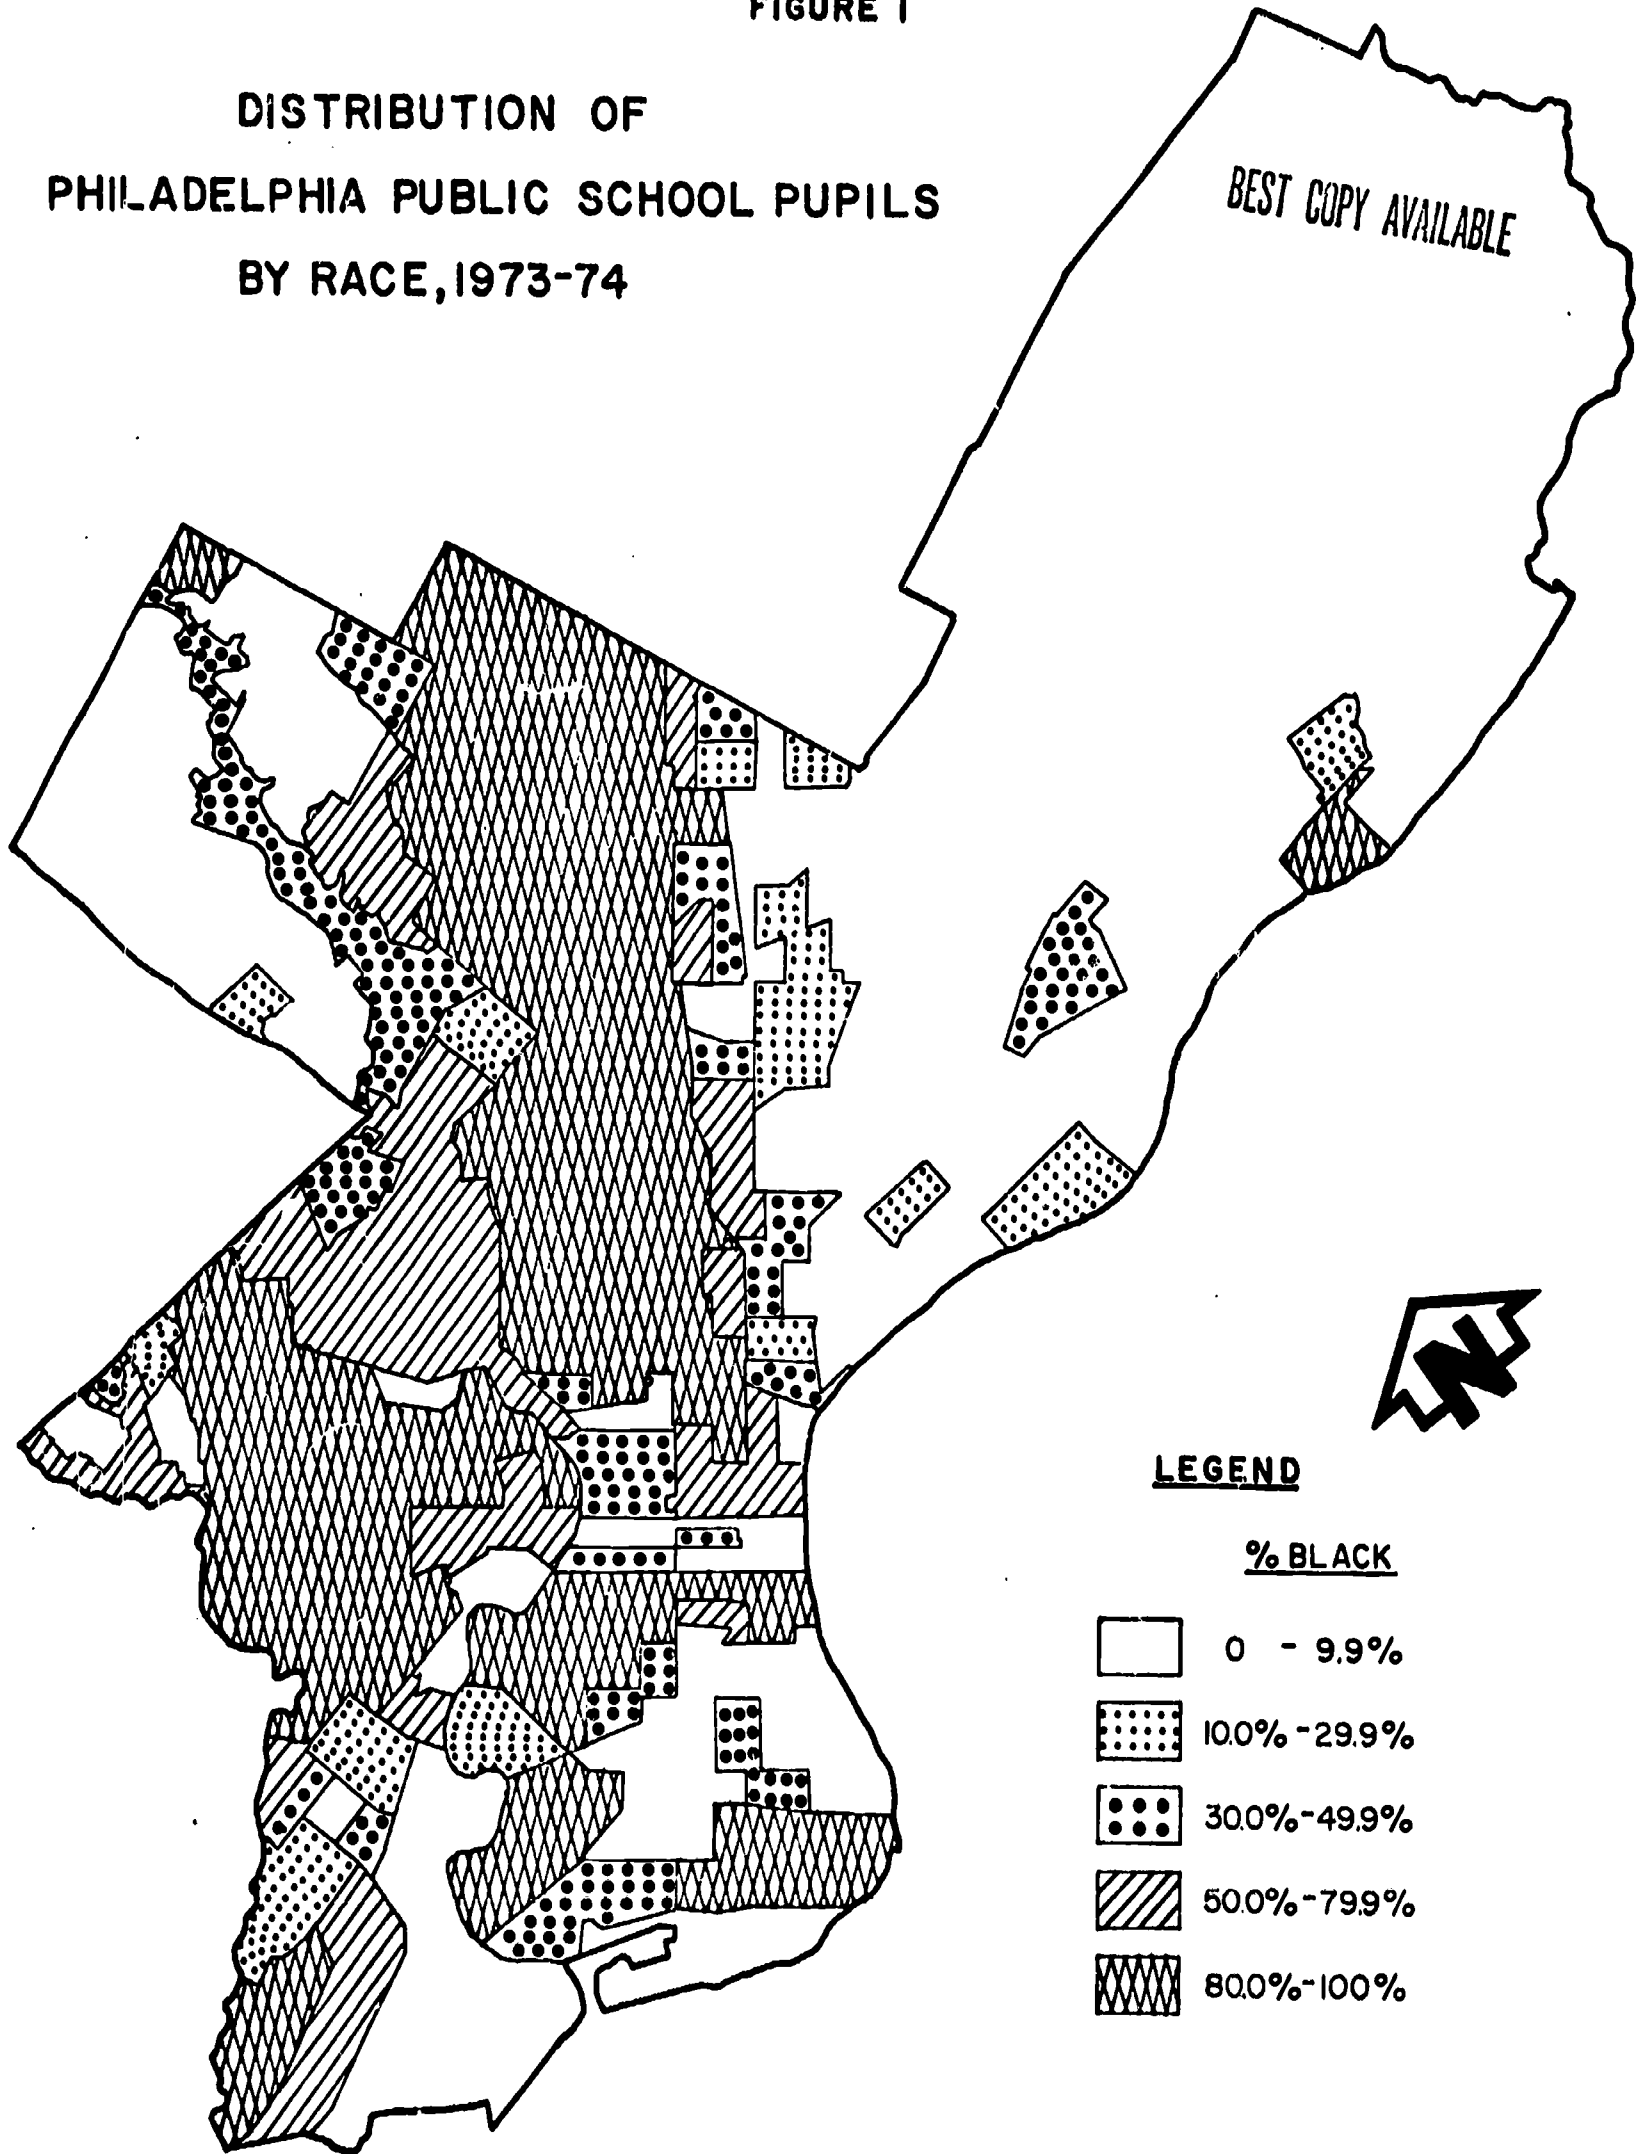 FIGURE 1
DISTRIBUTION OF
PHILADELPHIA PUBLIC SCHOOL PUPILS
BY RACE, 1973-74
BEST COPY AVAILABLE
N
LEGEND
% BLACK
0 - 9.9%
10.0%-29.9%
30.0%-49.9%
50.0%-79.9%
80.0%-100%